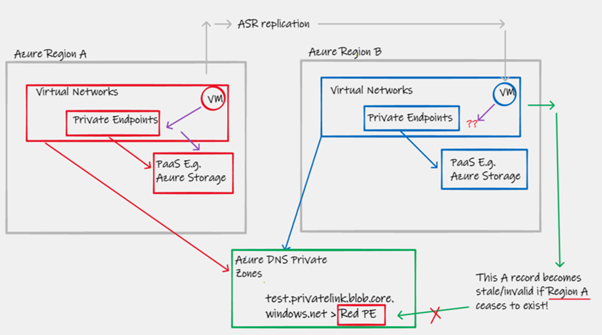 ASR replication
Azure Region A
Azure Region B
Virtual Networks
VM
Private Endpoints
PaaS E.g.
Azure Storage
Virtual Networks
VM
Private Endpoints
??
PaaS E.g.
Azure Storage
Azure DNS Private
Zones
test.privatelink.blob.core.
windows.net > Red PE
X
This A record becomes
stale/invalid if Region A
ceases to exist!